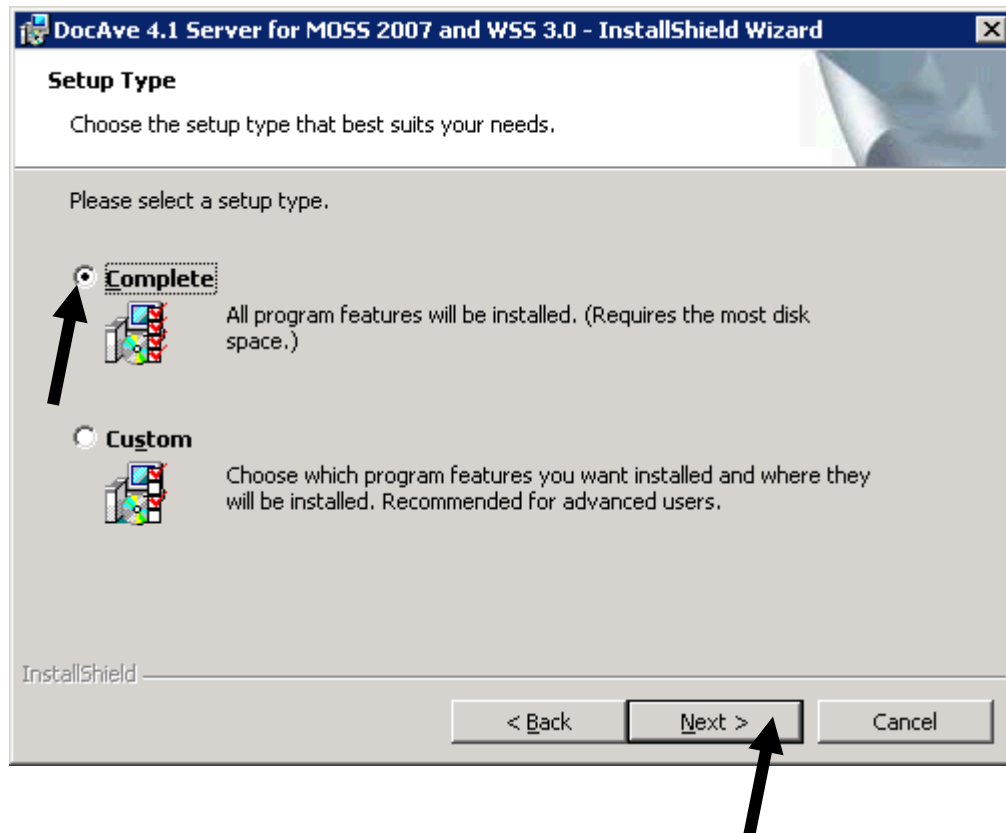 DocAve 4.1 Server for MOSS 2007 and WSS 3.0 - InstallShield Wizard
Setup Type
Choose the setup type that best suits your needs.
Please select a setup type.
Complete
All program features will be installed. (Requires the most disk
space.)
Custom
Choose which program features you want installed and where they
will be installed. Recommended for advanced users.
InstallShield
< Back
Next >
Cancel